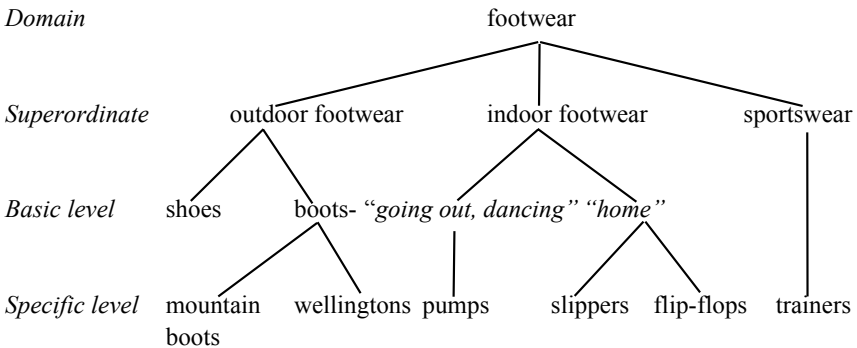 Domain footwear
Superordinate outdoor footwear indoor footwear sportswear
Basic level shoes boots- “going out, dancing” “home”
Specific level mountain wellingtons pumps slippers flip-flops trainers
boots